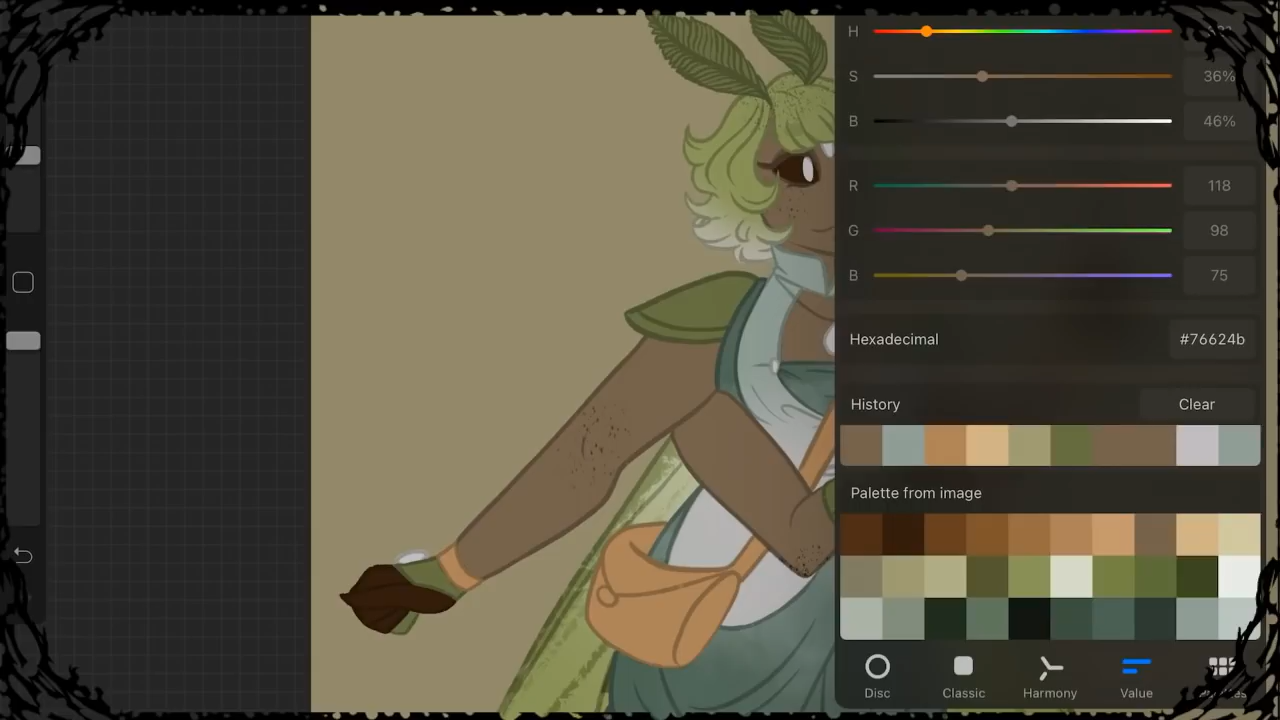 H
S 36%
B 46%
R 118
G 98
B 75
Hexadecimal #76624b
History Clear
Palette from image
Disc Classic Harmony Value